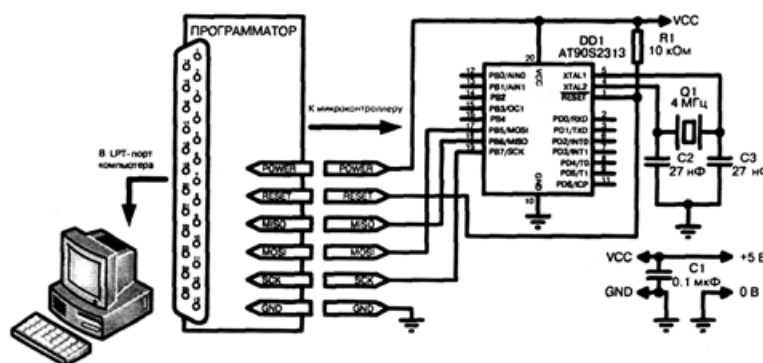 ПРОГРАММАТОР
К микроконтроллеру
В LPT-порт
компьютера
POWER
RESET
MISO
MOSI
SCK
GND
POWER
RESET
MISO
MOSI
SCK
GND
VCC
DD1
AT90S2313
R1
10 кОм
20
VCC
12
PB0/AIN0
13
PB1/AIN1
14
PB2
15
PB3/OC1
16
PB4
17
PB5/MOSI
18
PB6/MISO
19
PB7/SCK
5
XTAL1
4
XTAL2
1
RESET
2
PD0/RXD
3
PD1/TXD
6
PD2/INT0
7
PD3/INT1
8
PD4/T0
9
PD5/T1
11
PD6/ICP
GND
10
Q1
4 МГц
C2
27 нФ
C3
27 нФ
VCC
+5 В
C1
0.1 мкФ
GND
0 В